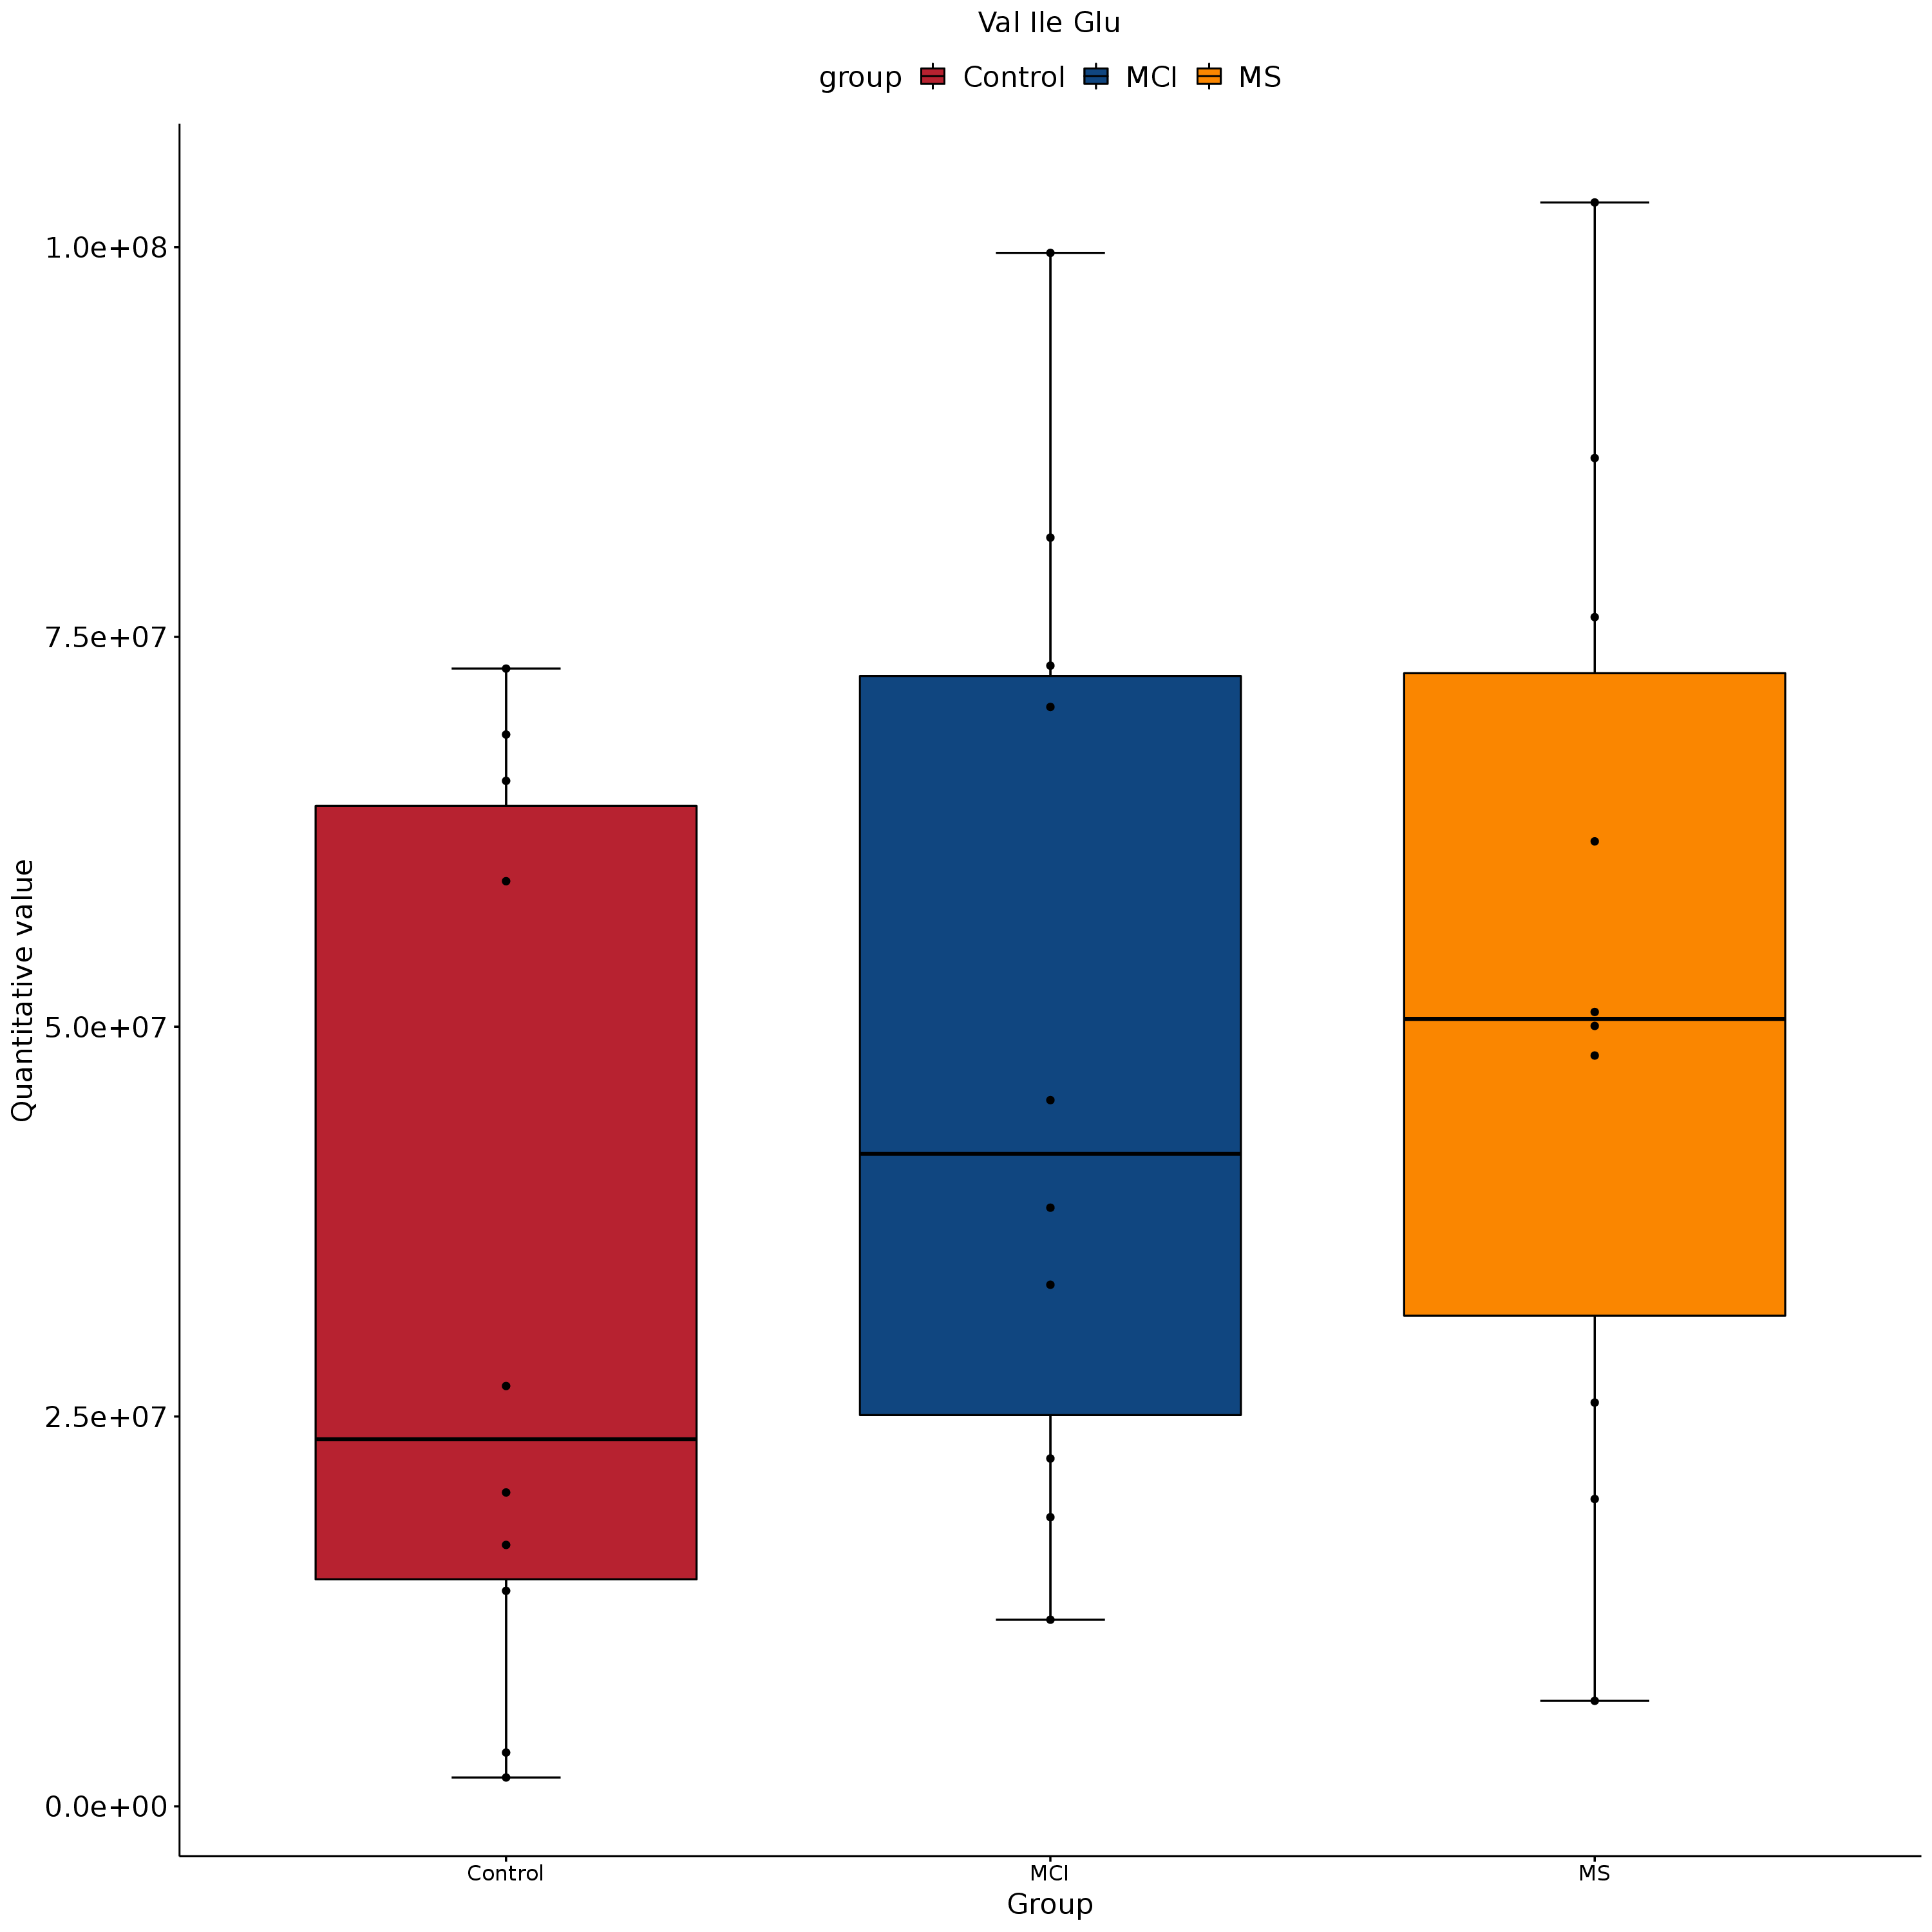 Val Ile Glu
group Control MCI MS
1.0e+08
7.5e+07
5.0e+07
2.5e+07
0.0e+00
Quantitative value
Control MCI MS
Group